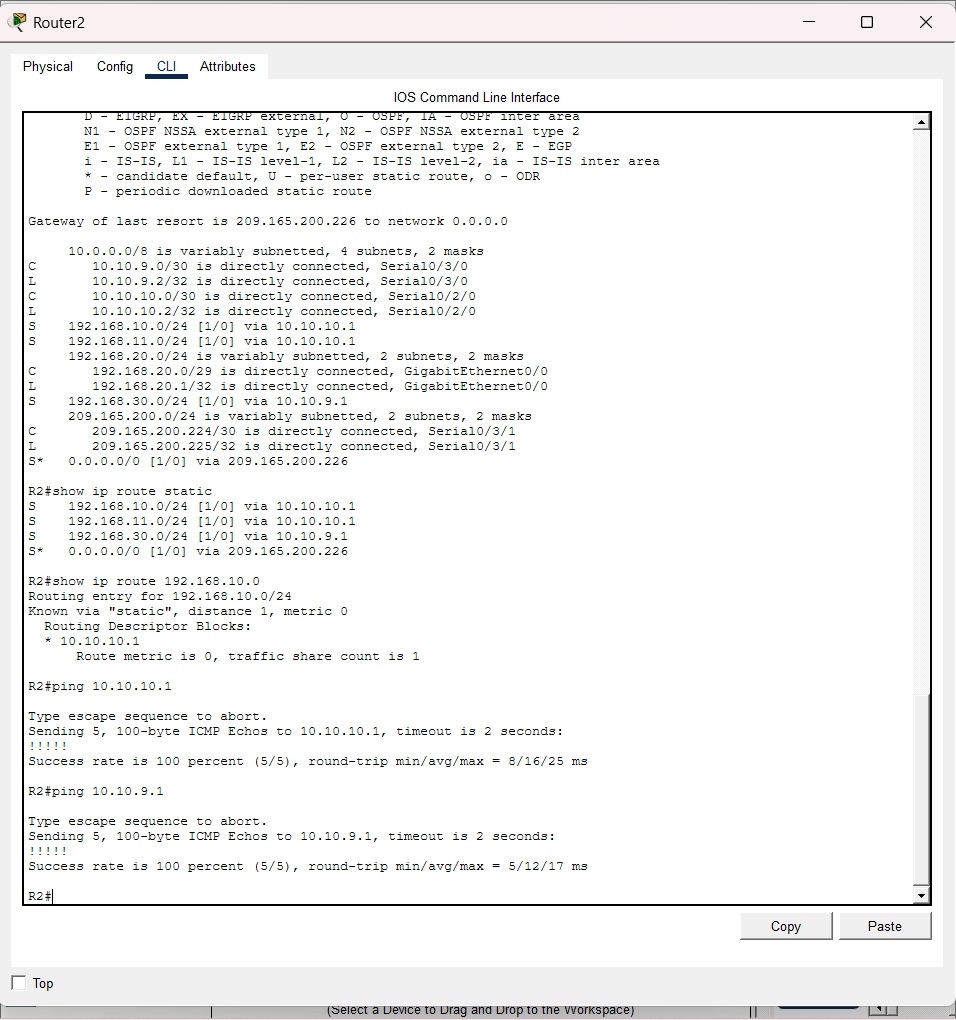 Router2
Physical Config CLI Attributes
IOS Command Line Interface
D - EIGRP, EX - EIGRP external, O - OSPF, IA - OSPF inter area
N1 - OSPF NSSA external type 1, N2 - OSPF NSSA external type 2
E1 - OSPF external type 1, E2 - OSPF external type 2, E - EGP
i - IS-IS, L1 - IS-IS level-1, L2 - IS-IS level-2, ia - IS-IS inter area
* - candidate default, U - per-user static route, o - ODR
P - periodic downloaded static route
Gateway of last resort is 209.165.200.226 to network 0.0.0.0
10.0.0.0/8 is variably subnetted, 4 subnets, 2 masks
C 10.10.9.0/30 is directly connected, Serial0/3/0
L 10.10.9.2/32 is directly connected, Serial0/3/0
C 10.10.10.0/30 is directly connected, Serial0/2/0
L 10.10.10.2/32 is directly connected, Serial0/2/0
S 192.168.10.0/24 [1/0] via 10.10.10.1
S 192.168.11.0/24 [1/0] via 10.10.10.1
192.168.20.0/24 is variably subnetted, 2 subnets, 2 masks
C 192.168.20.0/29 is directly connected, GigabitEthernet0/0
L 192.168.20.1/32 is directly connected, GigabitEthernet0/0
S 192.168.30.0/24 [1/0] via 10.10.9.1
209.165.200.0/24 is variably subnetted, 2 subnets, 2 masks
C 209.165.200.224/30 is directly connected, Serial0/3/1
L 209.165.200.225/32 is directly connected, Serial0/3/1
S* 0.0.0.0/0 [1/0] via 209.165.200.226
R2#show ip route static
S 192.168.10.0/24 [1/0] via 10.10.10.1
S 192.168.11.0/24 [1/0] via 10.10.10.1
S 192.168.30.0/24 [1/0] via 10.10.9.1
S* 0.0.0.0/0 [1/0] via 209.165.200.226
R2#show ip route 192.168.10.0
Routing entry for 192.168.10.0/24
Known via "static", distance 1, metric 0
Routing Descriptor Blocks:
* 10.10.10.1
Route metric is 0, traffic share count is 1
R2#ping 10.10.10.1
Type escape sequence to abort.
Sending 5, 100-byte ICMP Echos to 10.10.10.1, timeout is 2 seconds:
!!!!!
Success rate is 100 percent (5/5), round-trip min/avg/max = 8/16/25 ms
R2#ping 10.10.9.1
Type escape sequence to abort.
Sending 5, 100-byte ICMP Echos to 10.10.9.1, timeout is 2 seconds:
!!!!!
Success rate is 100 percent (5/5), round-trip min/avg/max = 5/12/17 ms
R2#
Copy Paste
Top
(Select a Device to Drag and Drop to the Workspace)